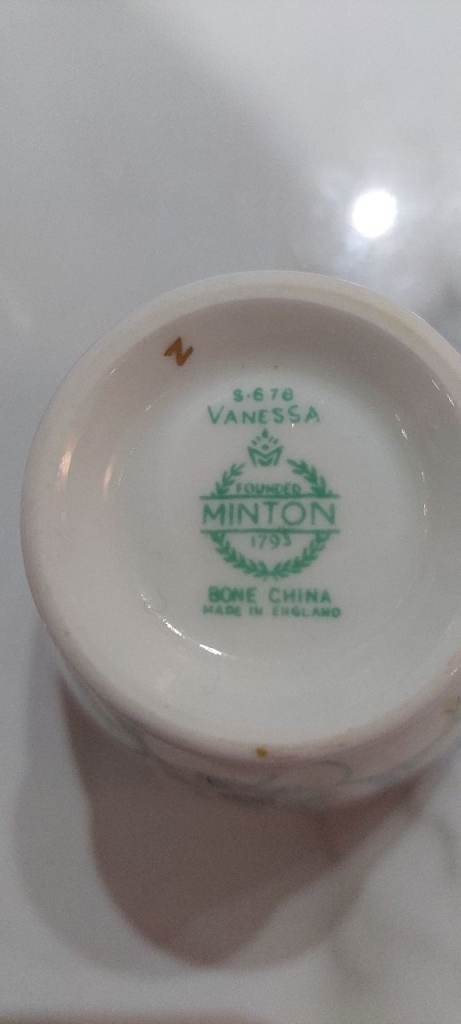 N
S-678
VANESSA
FOUNDED
MINTON
1793
BONE CHINA
MADE IN ENGLAND